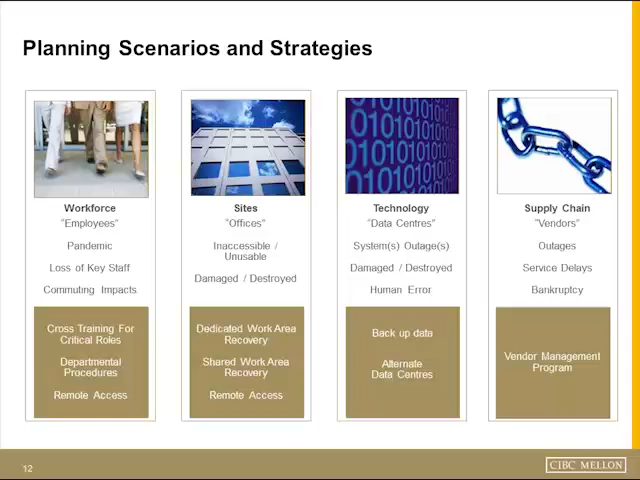 Planning Scenarios and Strategies
Workforce
"Employees"
Pandemic
Loss of Key Staff
Commuting Impacts
Cross Training For
Critical Roles
Departmental
Procedures
Remote Access
Sites
"Offices"
Inaccessible /
Unusable
Damaged / Destroyed
Dedicated Work Area
Recovery
Shared Work Area
Recovery
Remote Access
Technology
"Data Centres"
System(s) Outage(s)
Damaged / Destroyed
Human Error
Back up data
Alternate
Data Centres
Supply Chain
"Vendors"
Outages
Service Delays
Bankruptcy
Vendor Management
Program
12
CIBC MELLON